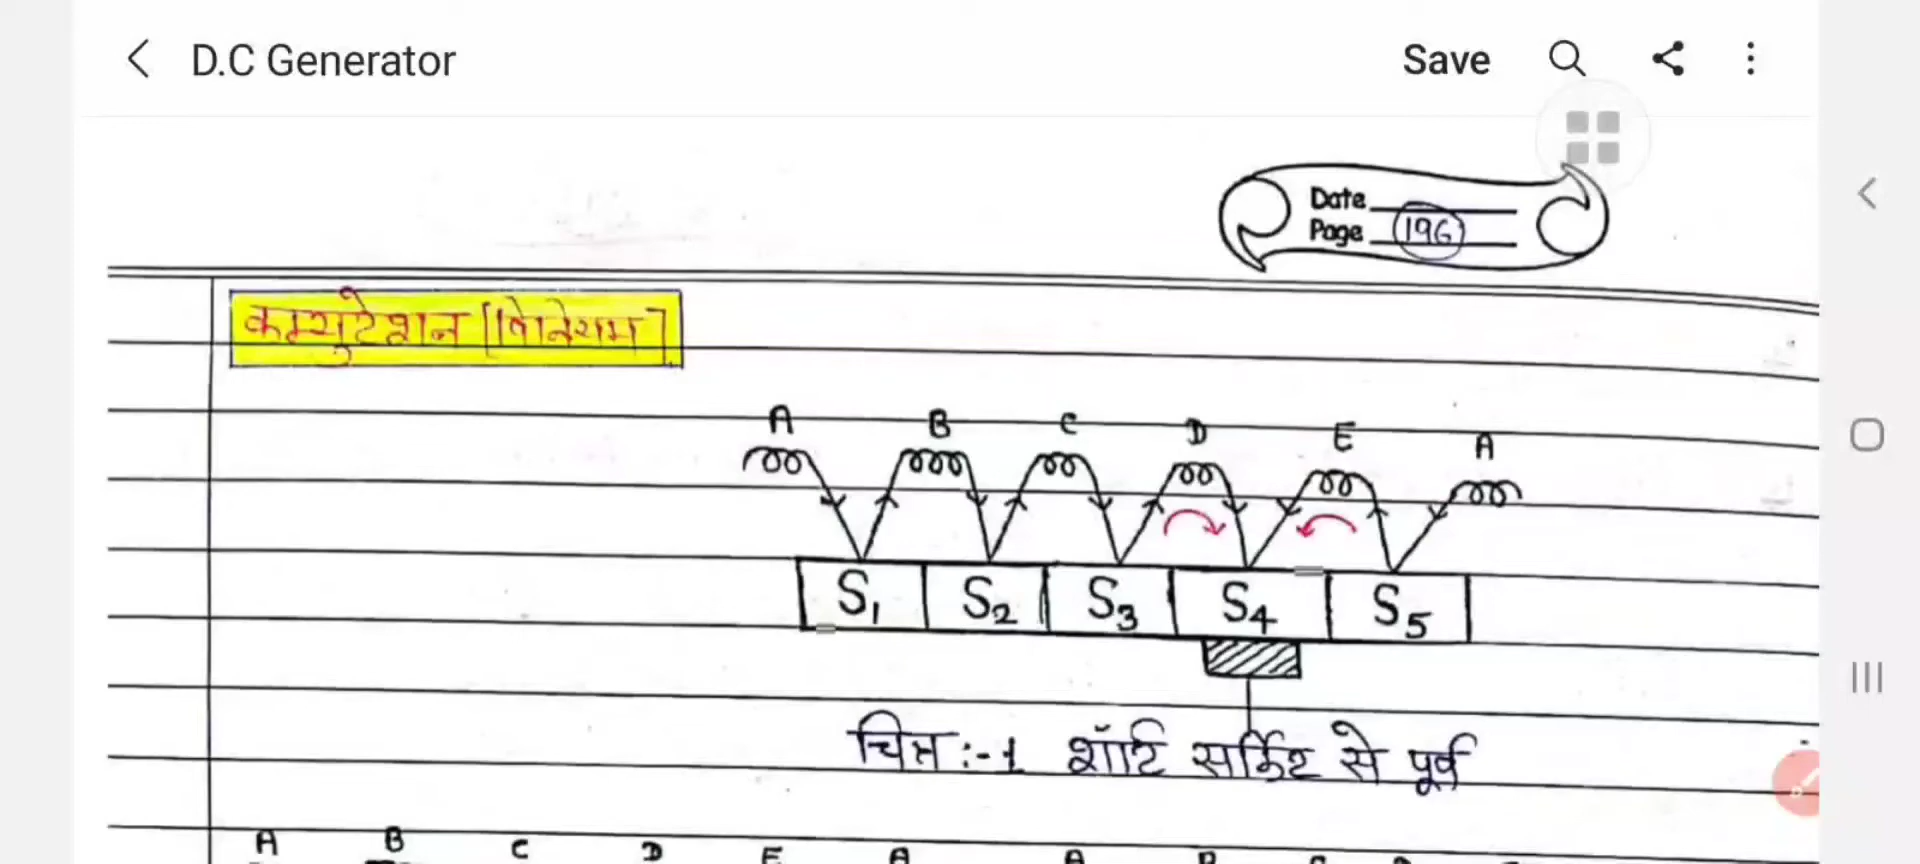 D.C Generator
Save
Date
Page 196
कम्युटेशन [विनिमय]
A B C D E A
S1 S2 S3 S4 S5
चित्र :-1 शॉर्ट सर्किट से पूर्व
A B C D E A A B C D